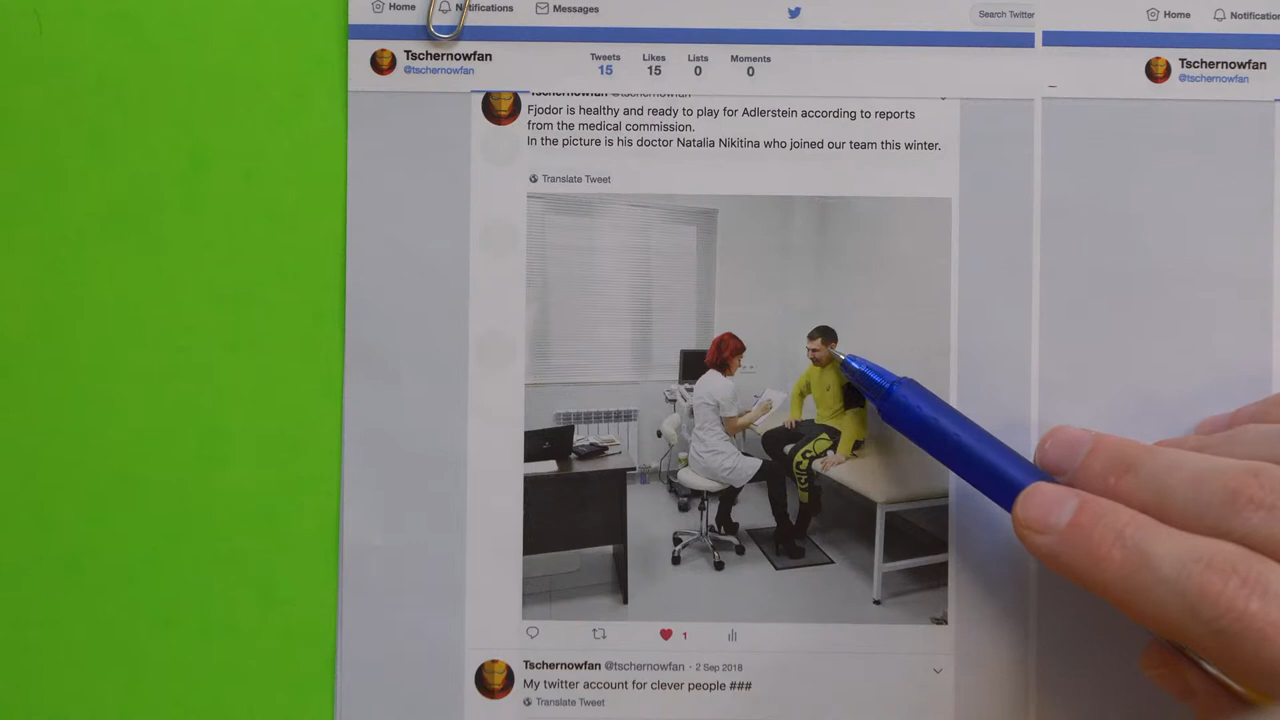 Home
Notifications
Messages
Search Twitter
Home
Tschernowfan
@tschernowfan
Tweets
15
Likes
15
Lists
0
Moments
0
Tschernowfan
@tschernowfan
Tschernowfan @tschernowfan
Fjodor is healthy and ready to play for Adlerstein according to reports
from the medical commission.
In the picture is his doctor Natalia Nikitina who joined our team this winter.
Translate Tweet
1
Tschernowfan @tschernowfan · 2 Sep 2018
My twitter account for clever people ###
Translate Tweet